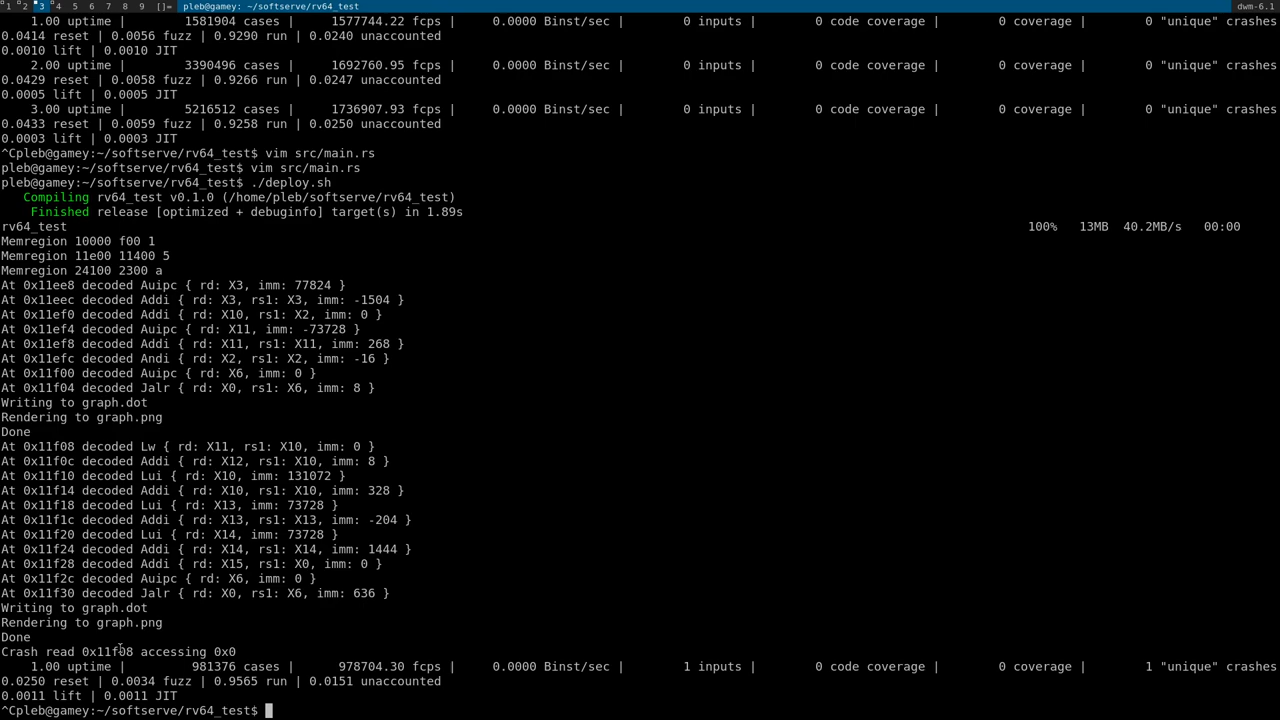 1 2 3 4 5 6 7 8 9 []= pleb@gamey: ~/softserve/rv64_test dwm-6.1
1.00 uptime | 1581904 cases | 1577744.22 fcps | 0.0000 Binst/sec | 0 inputs | 0 code coverage | 0 coverage | 0 "unique" crashes
0.0414 reset | 0.0056 fuzz | 0.9290 run | 0.0240 unaccounted
0.0010 lift | 0.0010 JIT
2.00 uptime | 3390496 cases | 1692760.95 fcps | 0.0000 Binst/sec | 0 inputs | 0 code coverage | 0 coverage | 0 "unique" crashes
0.0429 reset | 0.0058 fuzz | 0.9266 run | 0.0247 unaccounted
0.0005 lift | 0.0005 JIT
3.00 uptime | 5216512 cases | 1736907.93 fcps | 0.0000 Binst/sec | 0 inputs | 0 code coverage | 0 coverage | 0 "unique" crashes
0.0433 reset | 0.0059 fuzz | 0.9258 run | 0.0250 unaccounted
0.0003 lift | 0.0003 JIT
^Cpleb@gamey:~/softserve/rv64_test$ vim src/main.rs
pleb@gamey:~/softserve/rv64_test$ vim src/main.rs
pleb@gamey:~/softserve/rv64_test$ ./deploy.sh
Compiling rv64_test v0.1.0 (/home/pleb/softserve/rv64_test)
Finished release [optimized + debuginfo] target(s) in 1.89s
rv64_test 100% 13MB 40.2MB/s 00:00
Memregion 10000 f00 1
Memregion 11e00 11400 5
Memregion 24100 2300 a
At 0x11ee8 decoded Auipc { rd: X3, imm: 77824 }
At 0x11eec decoded Addi { rd: X3, rs1: X3, imm: -1504 }
At 0x11ef0 decoded Addi { rd: X10, rs1: X2, imm: 0 }
At 0x11ef4 decoded Auipc { rd: X11, imm: -73728 }
At 0x11ef8 decoded Addi { rd: X11, rs1: X11, imm: 268 }
At 0x11efc decoded Andi { rd: X2, rs1: X2, imm: -16 }
At 0x11f00 decoded Auipc { rd: X6, imm: 0 }
At 0x11f04 decoded Jalr { rd: X0, rs1: X6, imm: 8 }
Writing to graph.dot
Rendering to graph.png
Done
At 0x11f08 decoded Lw { rd: X11, rs1: X10, imm: 0 }
At 0x11f0c decoded Addi { rd: X12, rs1: X10, imm: 8 }
At 0x11f10 decoded Lui { rd: X10, imm: 131072 }
At 0x11f14 decoded Addi { rd: X10, rs1: X10, imm: 328 }
At 0x11f18 decoded Lui { rd: X13, imm: 73728 }
At 0x11f1c decoded Addi { rd: X13, rs1: X13, imm: -204 }
At 0x11f20 decoded Lui { rd: X14, imm: 73728 }
At 0x11f24 decoded Addi { rd: X14, rs1: X14, imm: 1444 }
At 0x11f28 decoded Addi { rd: X15, rs1: X0, imm: 0 }
At 0x11f2c decoded Auipc { rd: X6, imm: 0 }
At 0x11f30 decoded Jalr { rd: X0, rs1: X6, imm: 636 }
Writing to graph.dot
Rendering to graph.png
Done
Crash read 0x11f08 accessing 0x0
1.00 uptime | 981376 cases | 978704.30 fcps | 0.0000 Binst/sec | 1 inputs | 0 code coverage | 0 coverage | 1 "unique" crashes
0.0250 reset | 0.0034 fuzz | 0.9565 run | 0.0151 unaccounted
0.0011 lift | 0.0011 JIT
^Cpleb@gamey:~/softserve/rv64_test$